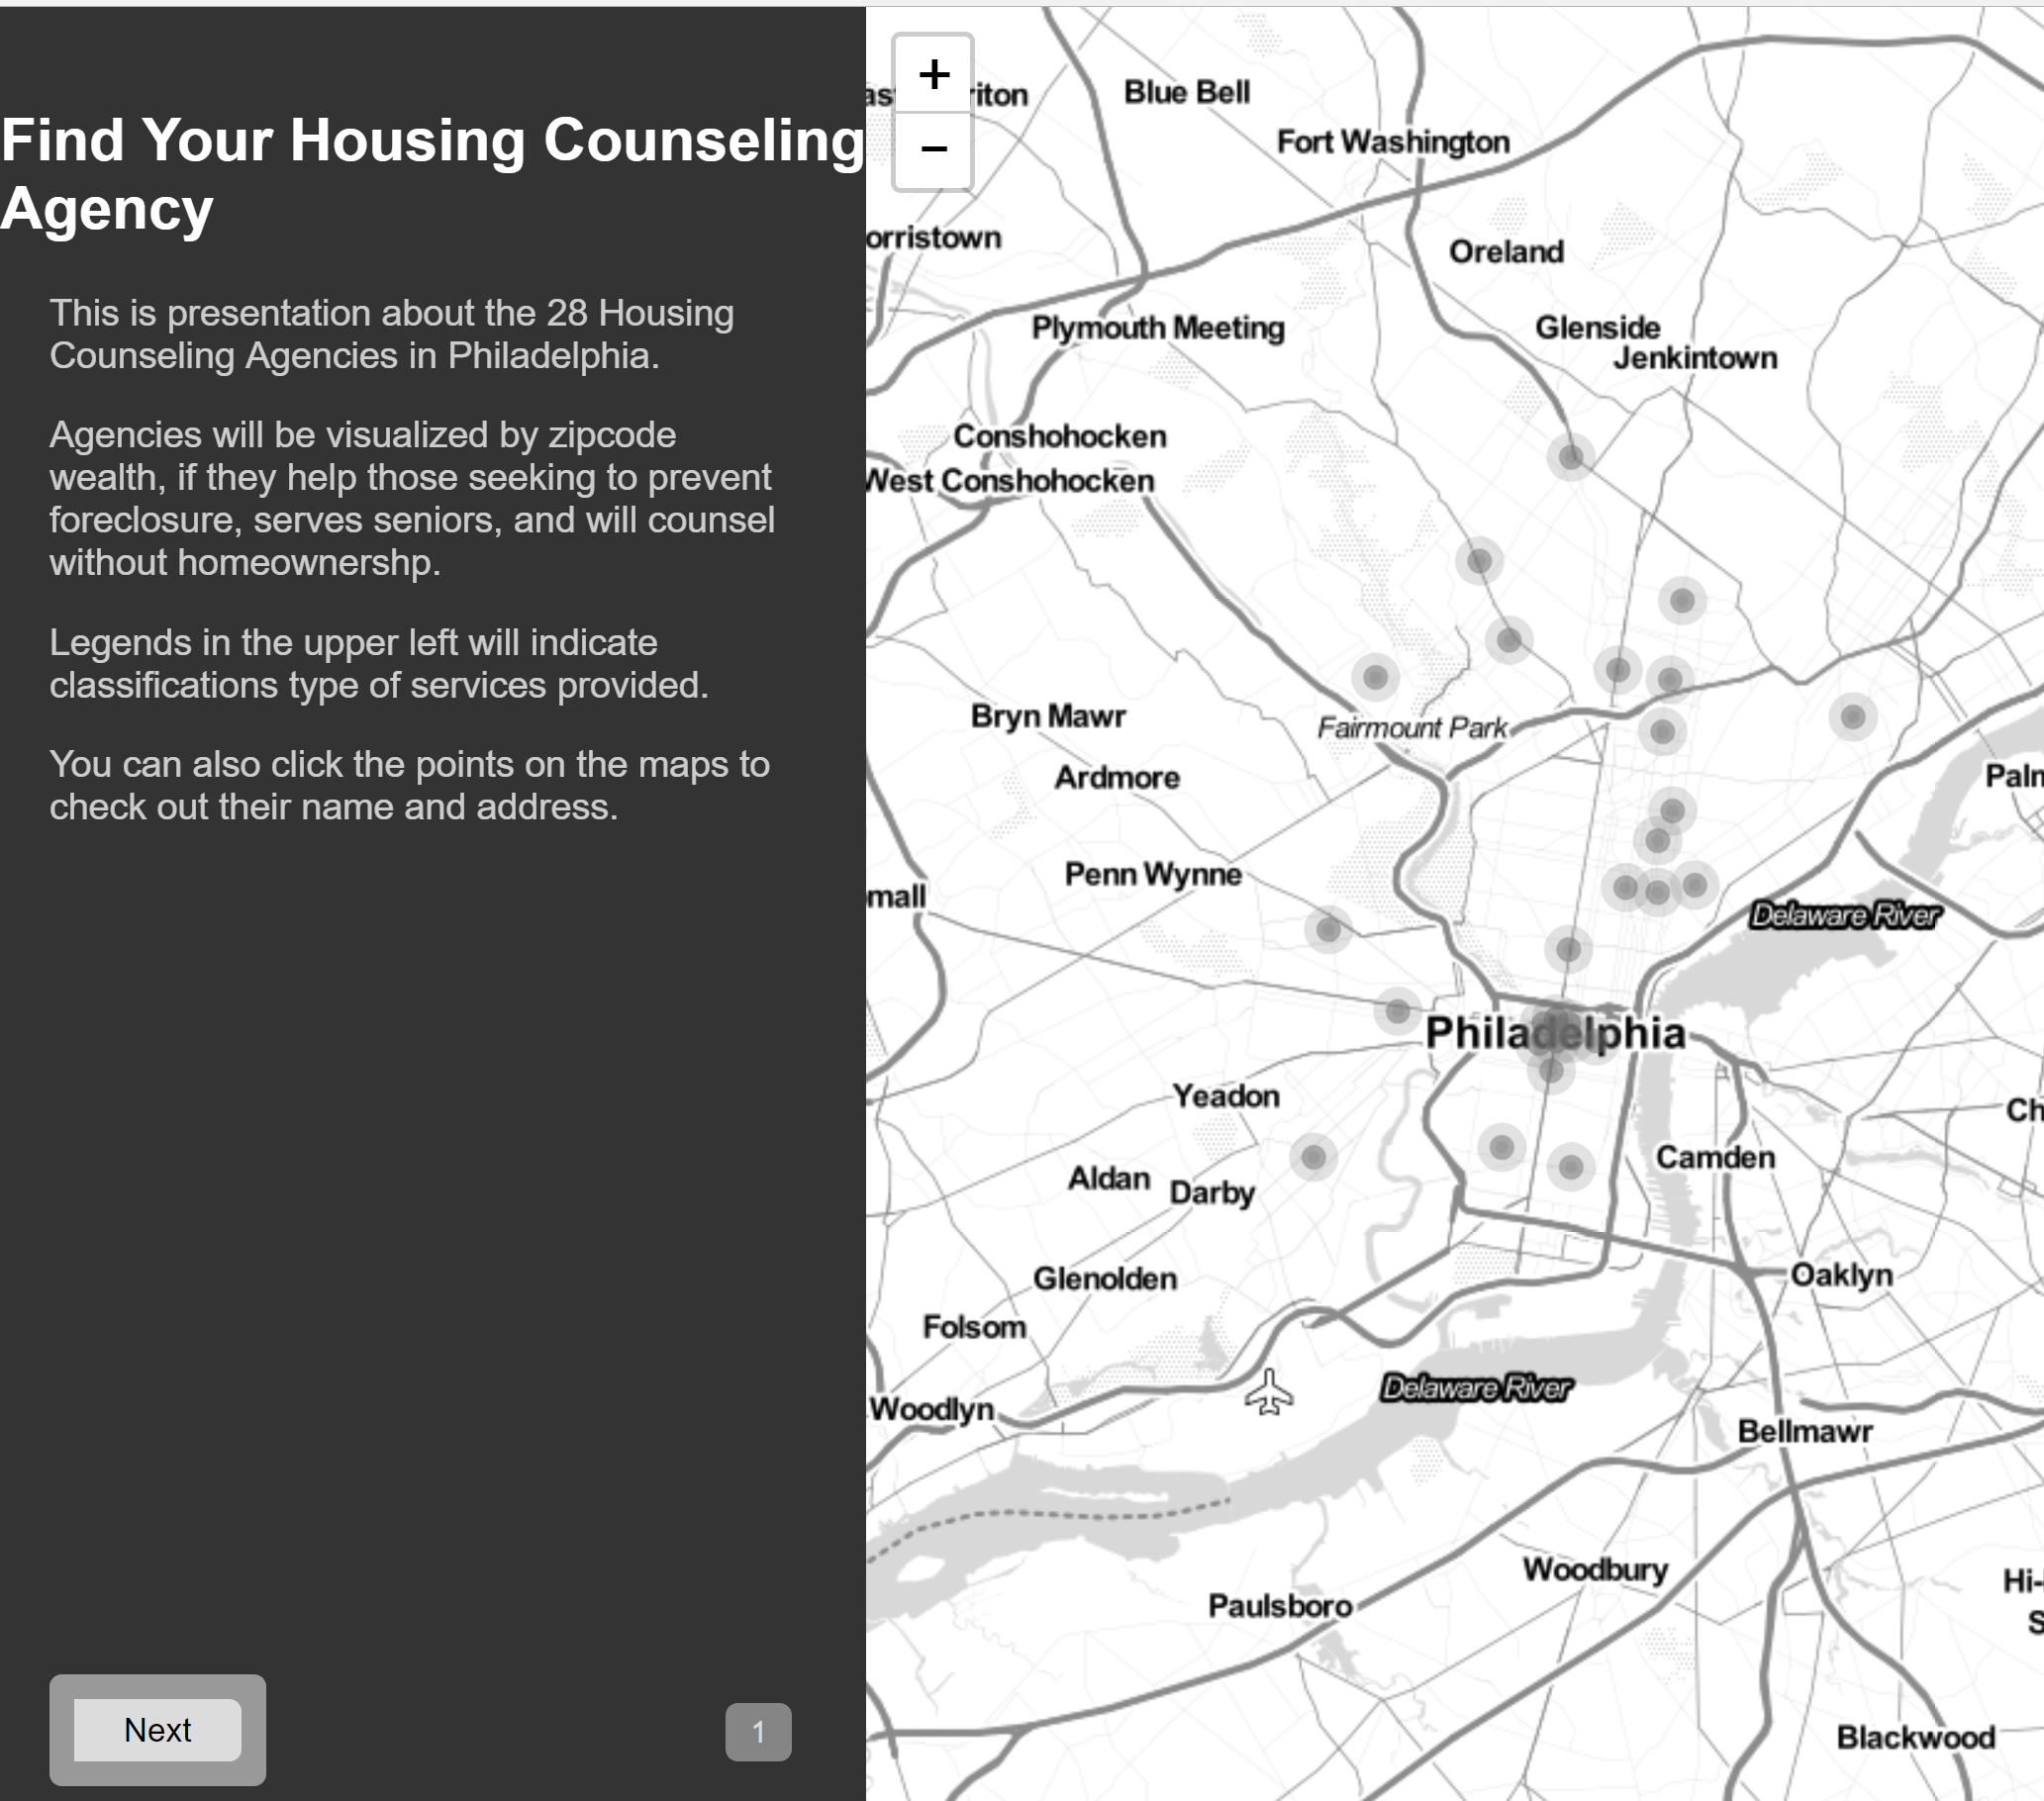 Find Your Housing Counseling
Agency
This is presentation about the 28 Housing
Counseling Agencies in Philadelphia.
Agencies will be visualized by zipcode
wealth, if they help those seeking to prevent
foreclosure, serves seniors, and will counsel
without homeownershp.
Legends in the upper left will indicate
classifications type of services provided.
You can also click the points on the maps to
check out their name and address.
Next
1
+
−
Blue Bell
riton
Fort Washington
orristown
Oreland
Plymouth Meeting
Glenside
Jenkintown
Conshohocken
West Conshohocken
Bryn Mawr
Fairmount Park
Ardmore
Paln
Penn Wynne
mall
Delaware River
Philadelphia
Yeadon
Ch
Camden
Aldan
Darby
Glenolden
Oaklyn
Folsom
Delaware River
Woodlyn
Bellmawr
Woodbury
Hi-
Paulsboro
S
Blackwood